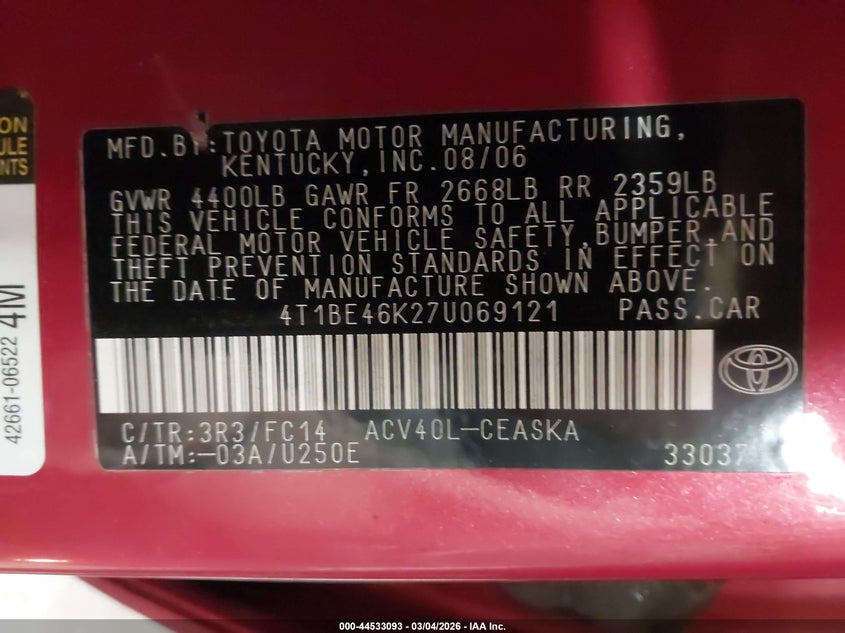 ON
ULE
NTS
42661-06522 4M
MFD. BY: TOYOTA MOTOR MANUFACTURING,
KENTUCKY, INC. 08/06
GVWR 4400LB GAWR FR 2668LB RR 2359LB
THIS VEHICLE CONFORMS TO ALL APPLICABLE
FEDERAL MOTOR VEHICLE SAFETY, BUMPER, AND
THEFT PREVENTION STANDARDS IN EFFECT ON
THE DATE OF MANUFACTURE SHOWN ABOVE.
4T1BE46K27U069121 PASS. CAR
C/TR:3R3/FC14 ACV40L-CEASKA
A/TM:-03A/U250E 33037
000-44533093 - 03/04/2026 - IAA Inc.